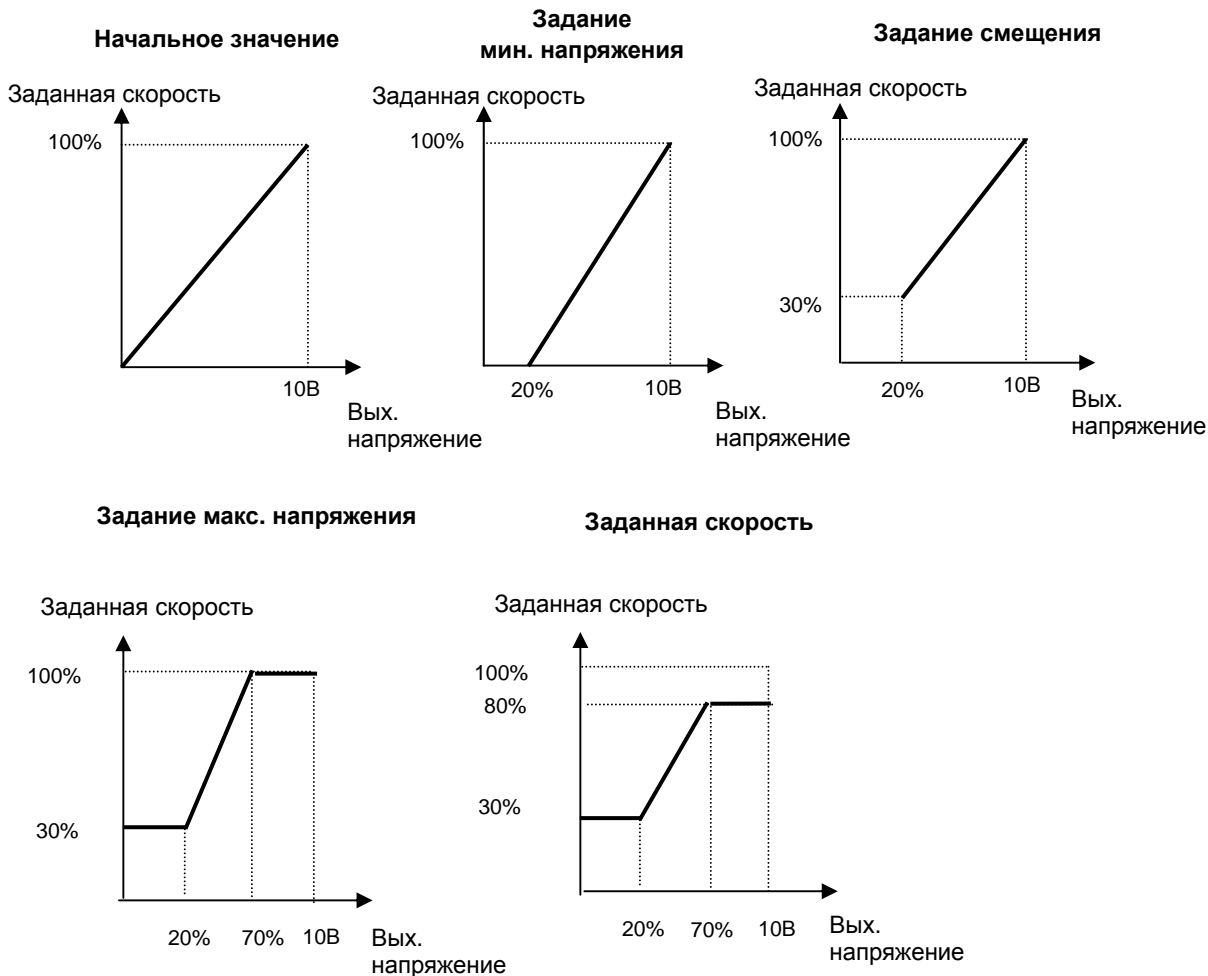 Начальное значение
Заданная скорость
100%
10В
Вых.
напряжение
Задание
мин. напряжения
Заданная скорость
100%
20%
10В
Вых.
напряжение
Задание смещения
Заданная скорость
100%
30%
20%
10В
Вых.
напряжение
Задание макс. напряжения
Заданная скорость
100%
30%
20%
70%
10В
Вых.
напряжение
Заданная скорость
Заданная скорость
100%
80%
30%
20%
70%
10В
Вых.
напряжение